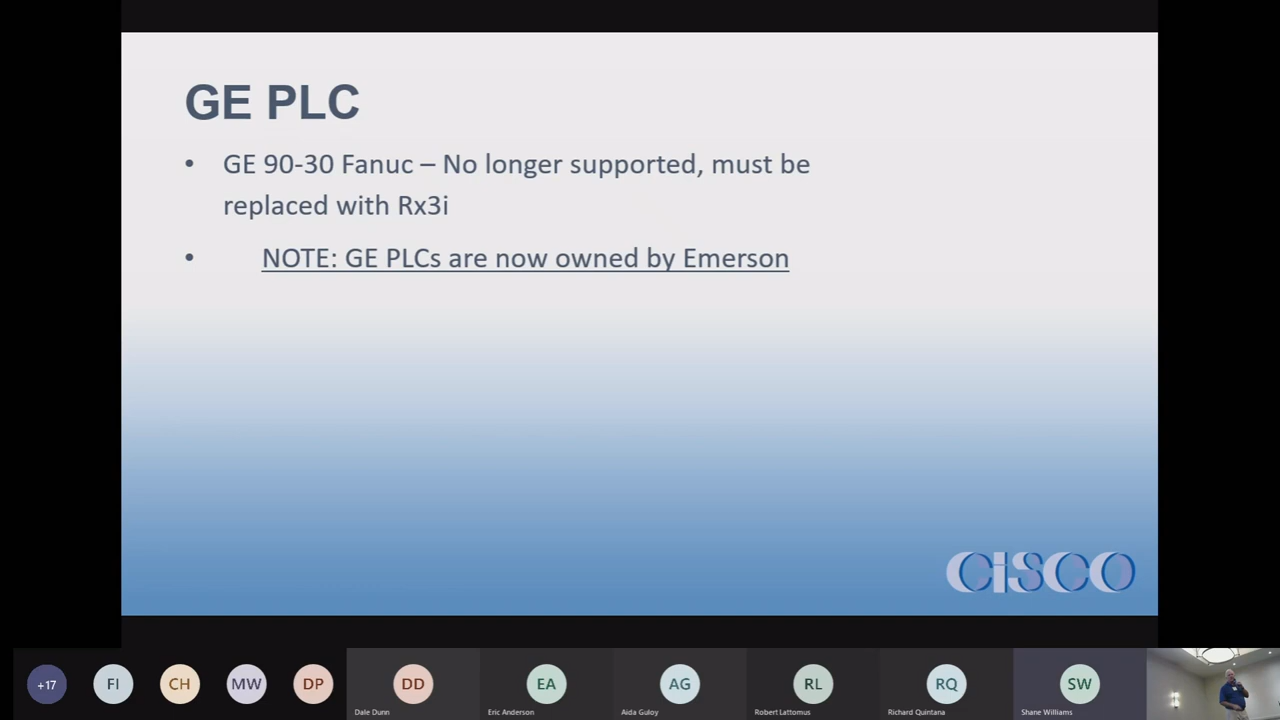 GE PLC
• GE 90-30 Fanuc – No longer supported, must be
replaced with Rx3i
• NOTE: GE PLCs are now owned by Emerson
CiSCO
+17
FI
CH
MW
DP
DD
EA
AG
RL
RQ
SW
Dale Dunn
Eric Anderson
Aida Guloy
Robert Lattomus
Richard Quintana
Shane Williams